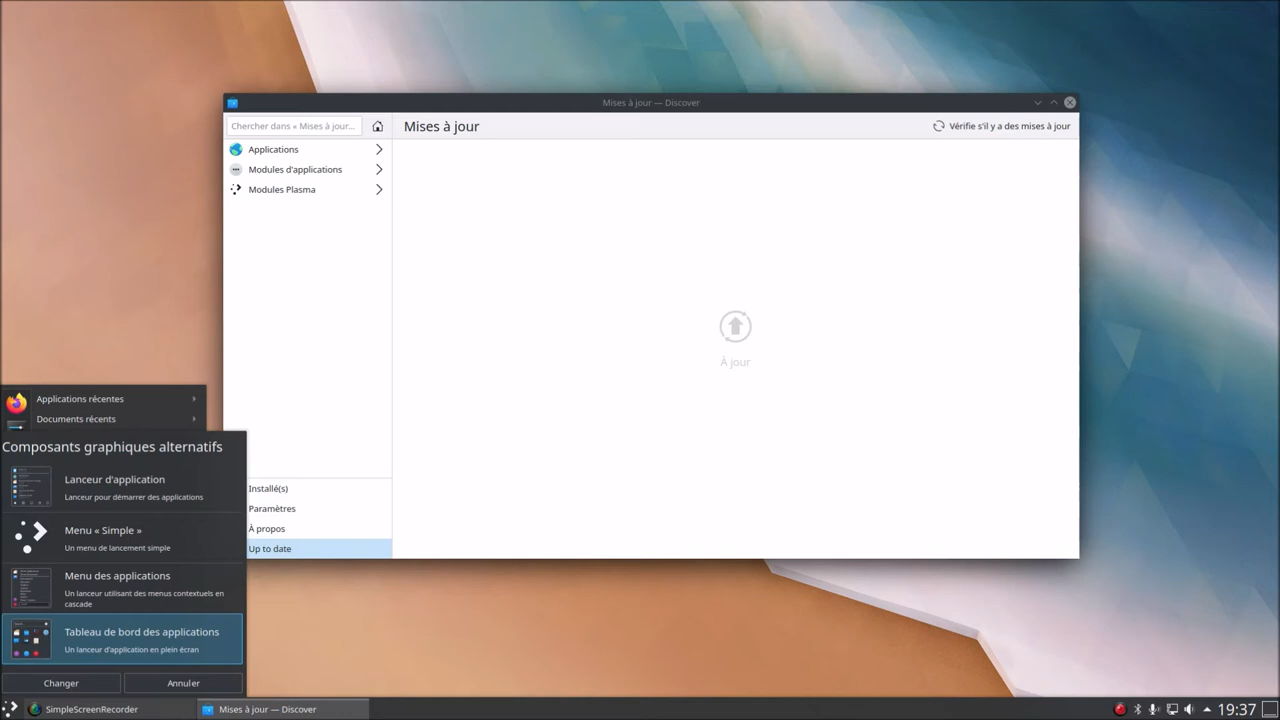 Mises à jour — Discover
Chercher dans « Mises à jour...
Mises à jour
Vérifie s'il y a des mises à jour
Applications
Modules d'applications
Modules Plasma
À jour
Installé(s)
Paramètres
À propos
Up to date
Applications récentes
Documents récents
Composants graphiques alternatifs
Lanceur d'application
Lanceur pour démarrer des applications
Menu « Simple »
Un menu de lancement simple
Menu des applications
Un lanceur utilisant des menus contextuels en
cascade
Tableau de bord des applications
Un lanceur d'application en plein écran
Changer
Annuler
SimpleScreenRecorder
Mises à jour — Discover
19:37